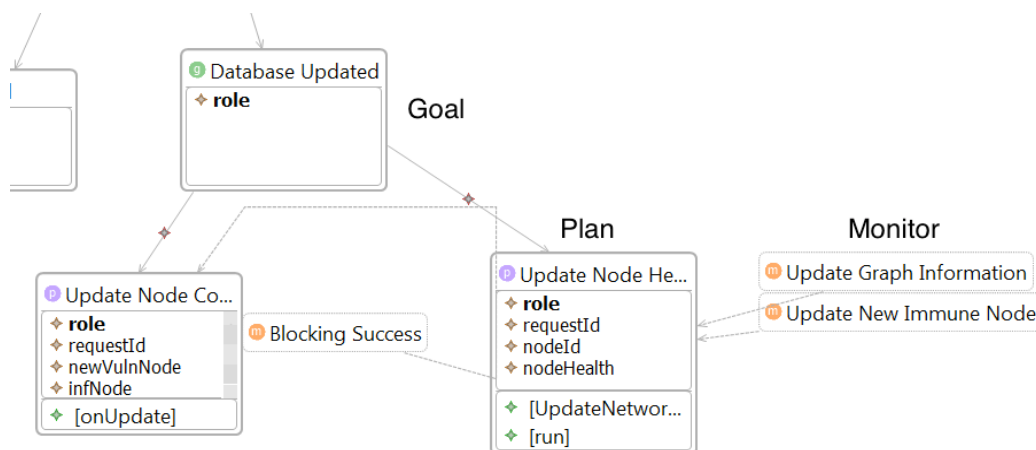 Database Updated
role
Goal
Plan
Monitor
Update Node Co...
role
requestId
newVulnNode
infNode
[onUpdate]
Blocking Success
Update Node He...
role
requestId
nodeId
nodeHealth
[UpdateNetwor...
[run]
Update Graph Information
Update New Immune Node